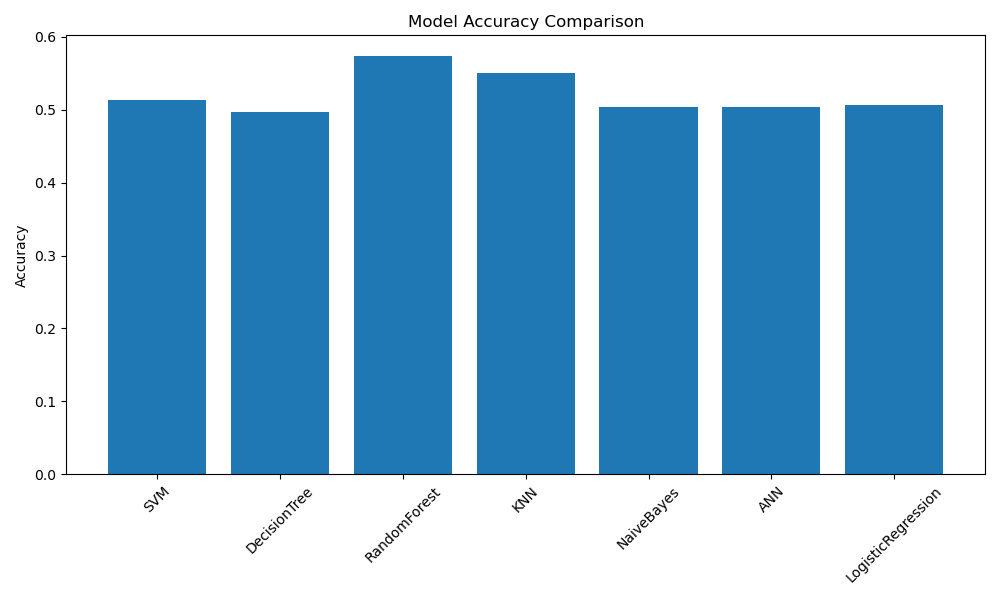 Model Accuracy Comparison
0.6
0.5
0.4
0.3
0.2
0.1
0.0
Accuracy
SVM
DecisionTree
RandomForest
KNN
NaiveBayes
ANN
LogisticRegression